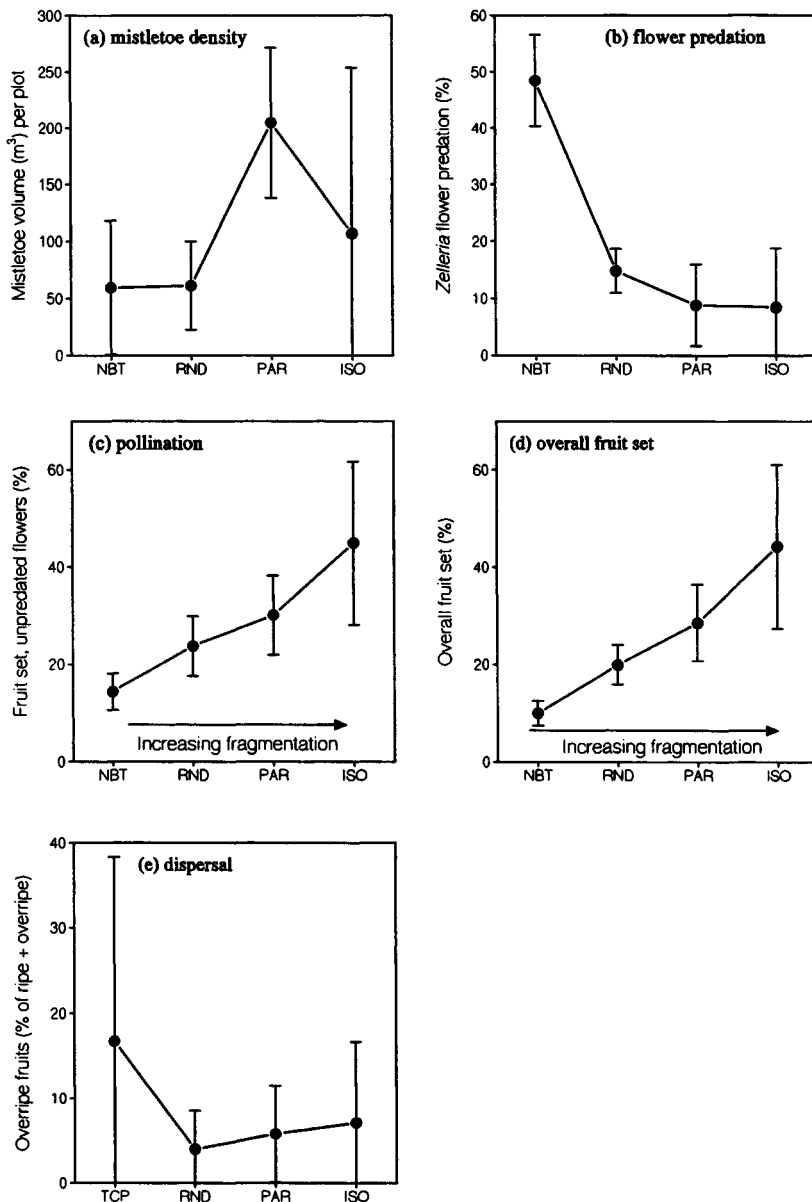 (a) mistletoe density
Mistletoe volume (m³) per plot
300
250
200
150
100
50
0
NBT RND PAR ISO
(b) flower predation
Zelleria flower predation (%)
60
50
40
30
20
10
0
NBT RND PAR ISO
(c) pollination
Fruit set, unpredated flowers (%)
60
40
20
0
Increasing fragmentation
NBT RND PAR ISO
(d) overall fruit set
Overall fruit set (%)
60
40
20
0
Increasing fragmentation
NBT RND PAR ISO
(e) dispersal
Overripe fruits (% of ripe + overripe)
40
30
20
10
0
TCP RND PAR ISO